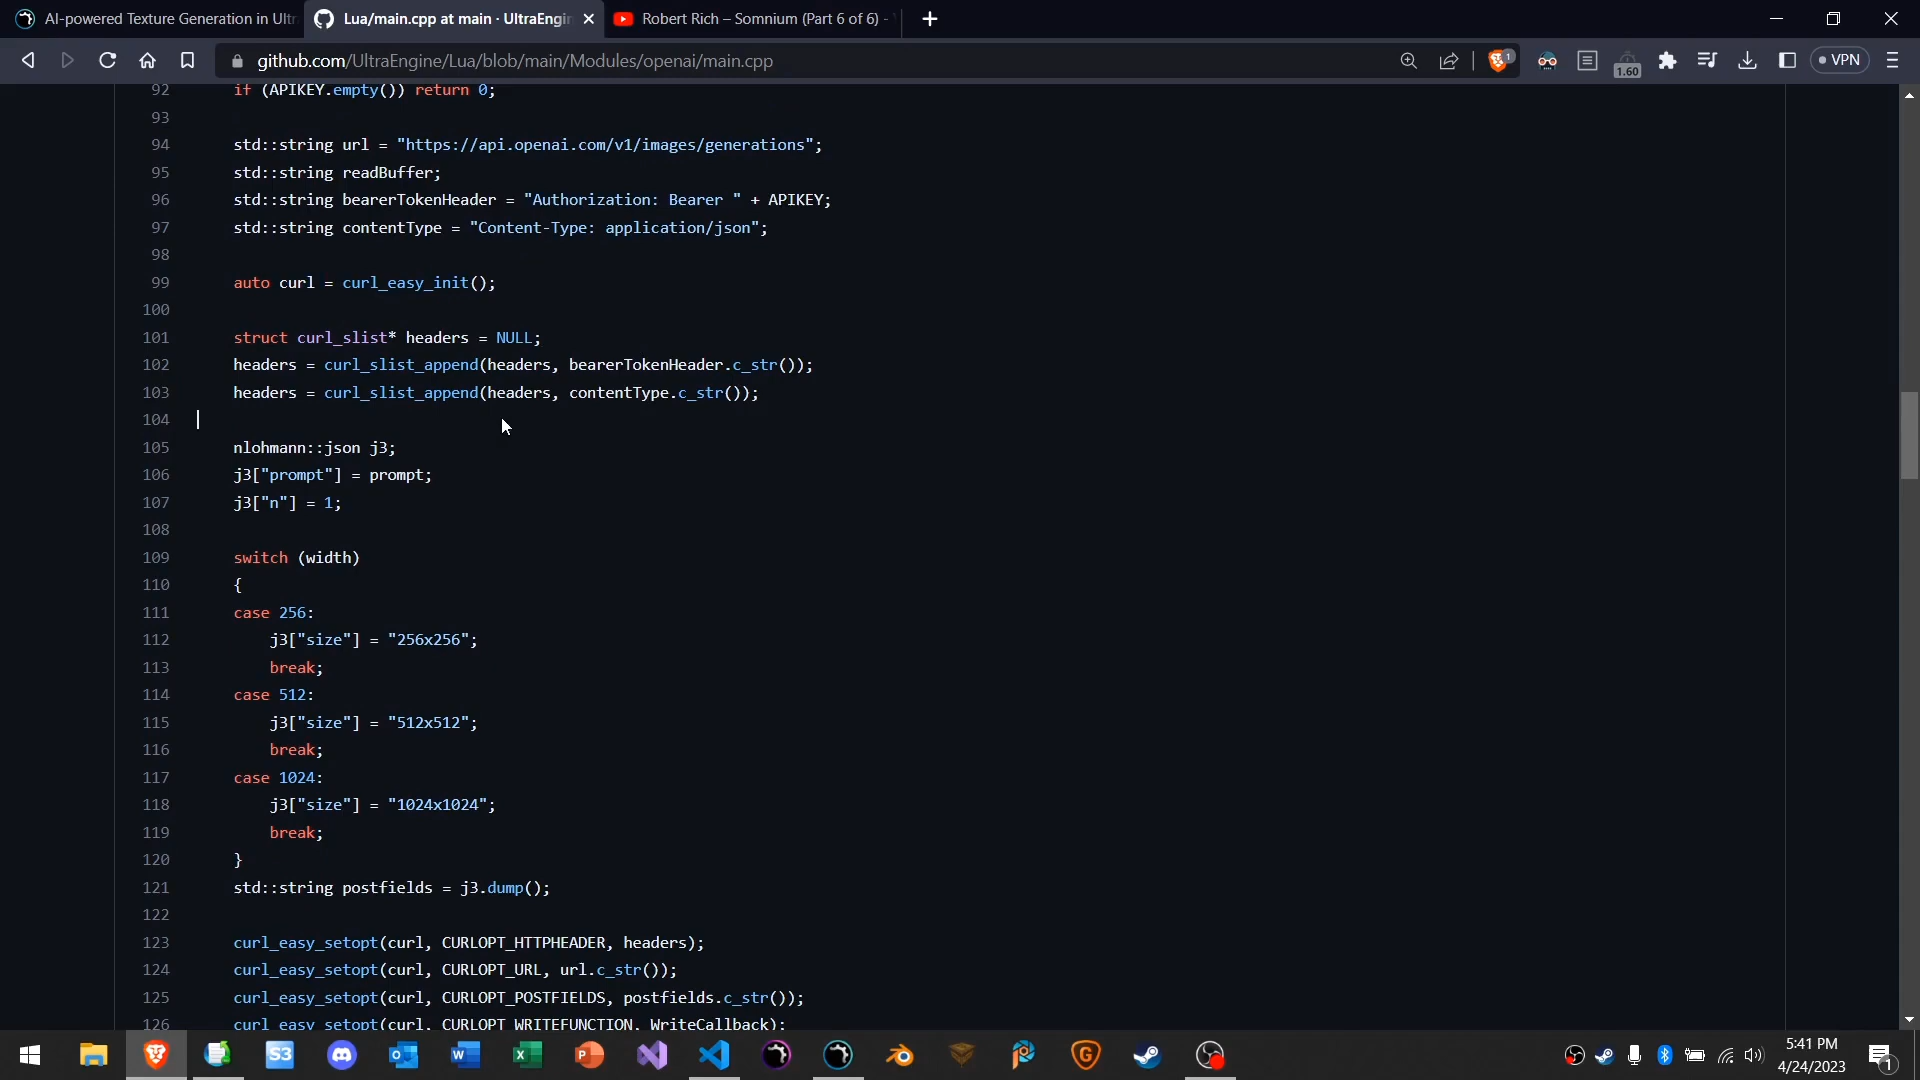 AI-powered Texture Generation in Ult
Lua/main.cpp at main · UltraEngin
Robert Rich – Somnium (Part 6 of 6) -
github.com/UltraEngine/Lua/blob/main/Modules/openai/main.cpp
1
1.60
VPN
92 if (APIKEY.empty()) return 0;
93
94 std::string url = "https://api.openai.com/v1/images/generations";
95 std::string readBuffer;
96 std::string bearerTokenHeader = "Authorization: Bearer " + APIKEY;
97 std::string contentType = "Content-Type: application/json";
98
99 auto curl = curl_easy_init();
100
101 struct curl_slist* headers = NULL;
102 headers = curl_slist_append(headers, bearerTokenHeader.c_str());
103 headers = curl_slist_append(headers, contentType.c_str());
104
105 nlohmann::json j3;
106 j3["prompt"] = prompt;
107 j3["n"] = 1;
108
109 switch (width)
110 {
111 case 256:
112 j3["size"] = "256x256";
113 break;
114 case 512:
115 j3["size"] = "512x512";
116 break;
117 case 1024:
118 j3["size"] = "1024x1024";
119 break;
120 }
121 std::string postfields = j3.dump();
122
123 curl_easy_setopt(curl, CURLOPT_HTTPHEADER, headers);
124 curl_easy_setopt(curl, CURLOPT_URL, url.c_str());
125 curl_easy_setopt(curl, CURLOPT_POSTFIELDS, postfields.c_str());
126 curl_easy_setopt(curl, CURLOPT_WRITEFUNCTION, WriteCallback);
S3
5:41 PM
4/24/2023
1